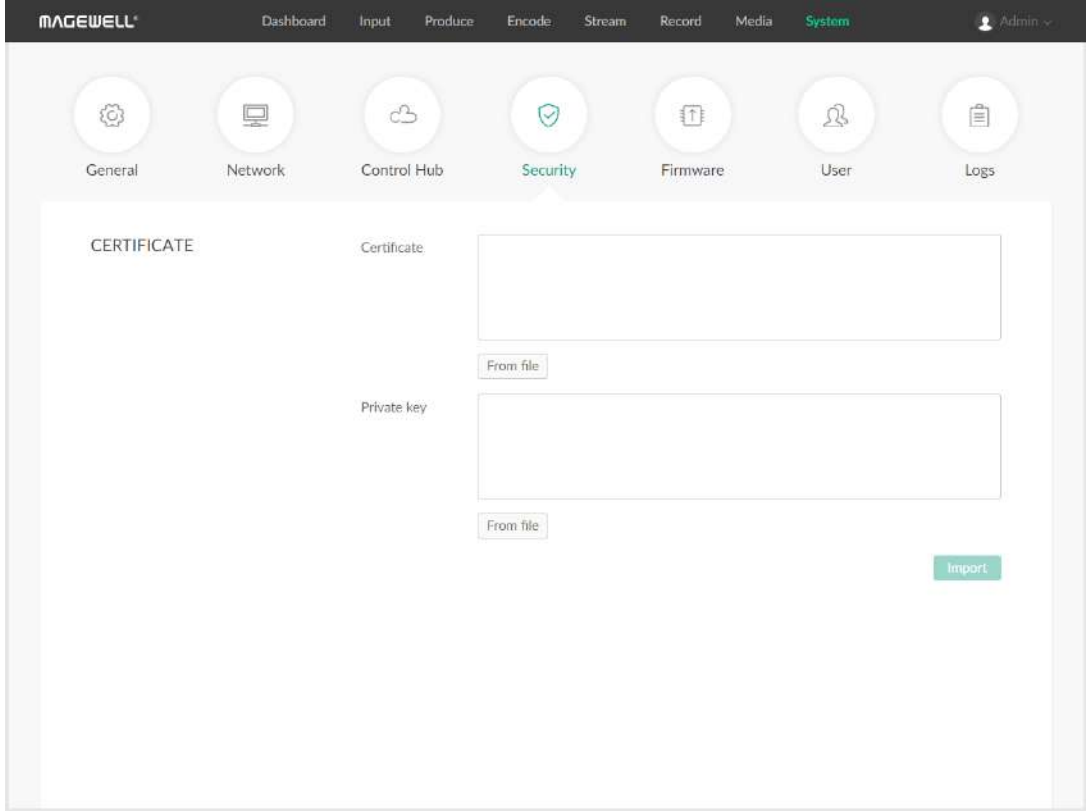 MAGEWELL® Dashboard Input Produce Encode Stream Record Media System Admin
General Network Control Hub Security Firmware User Logs
CERTIFICATE Certificate
From file
Private key
From file
Import